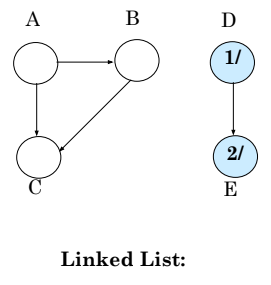 A B D
1/
2/
C E
Linked List: